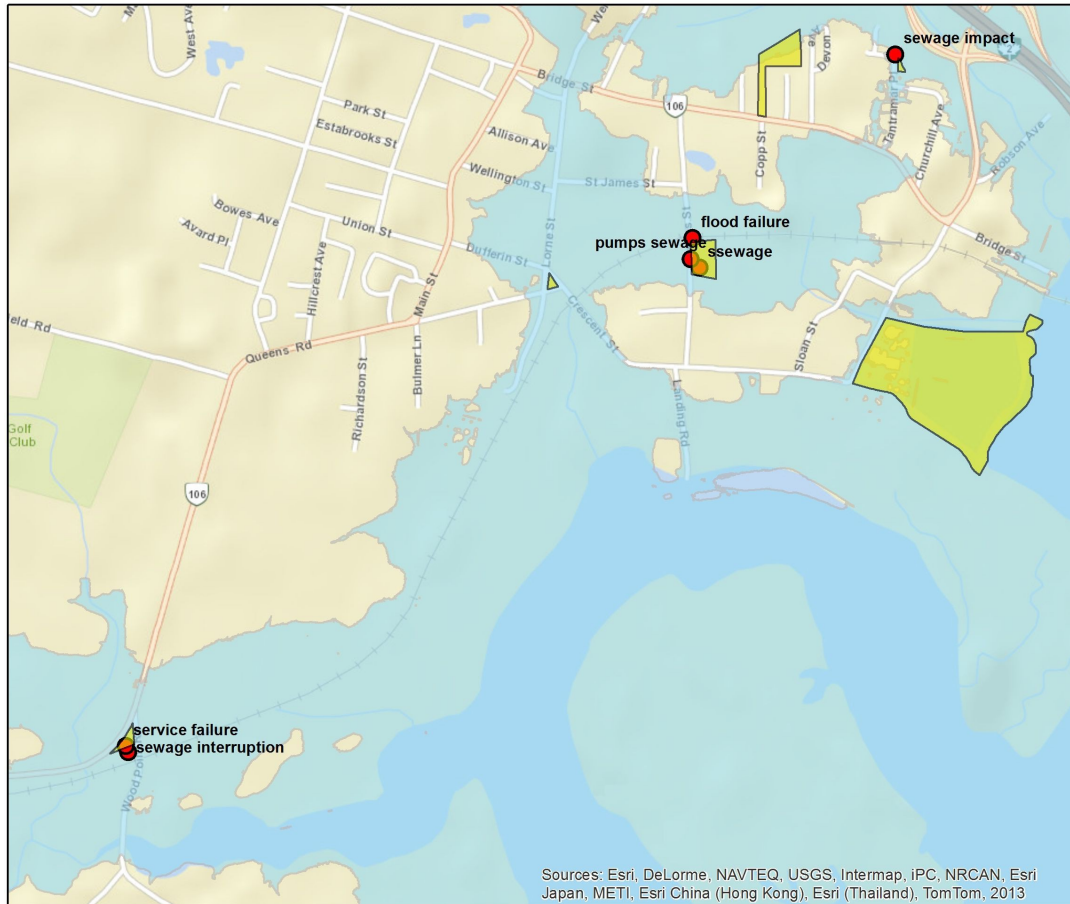 West Ave
sewage impact
Ave
Devon
2
Bridge St
106
Park St
Estabrooks St
Allison Ave
Tantramar Pl
Churchill Ave
Robson Ave
Copp St
Wellington St
St James St
Bowes Ave
Avard Pl
Union St
Dufferin St
Lorne St
flood failure
pumps sewage
ssewage
Bridge St
Hillcrest Ave
Main St
Crescent St
Sloan St
ield Rd
Queens Rd
Richardson St
Bulmer Ln
Landing Rd
Golf
Club
106
service failure
sewage interruption
Wood Poi
Sources: Esri, DeLorme, NAVTEQ, USGS, Intermap, iPC, NRCAN, Esri
Japan, METI, Esri China (Hong Kong), Esri (Thailand), TomTom, 2013